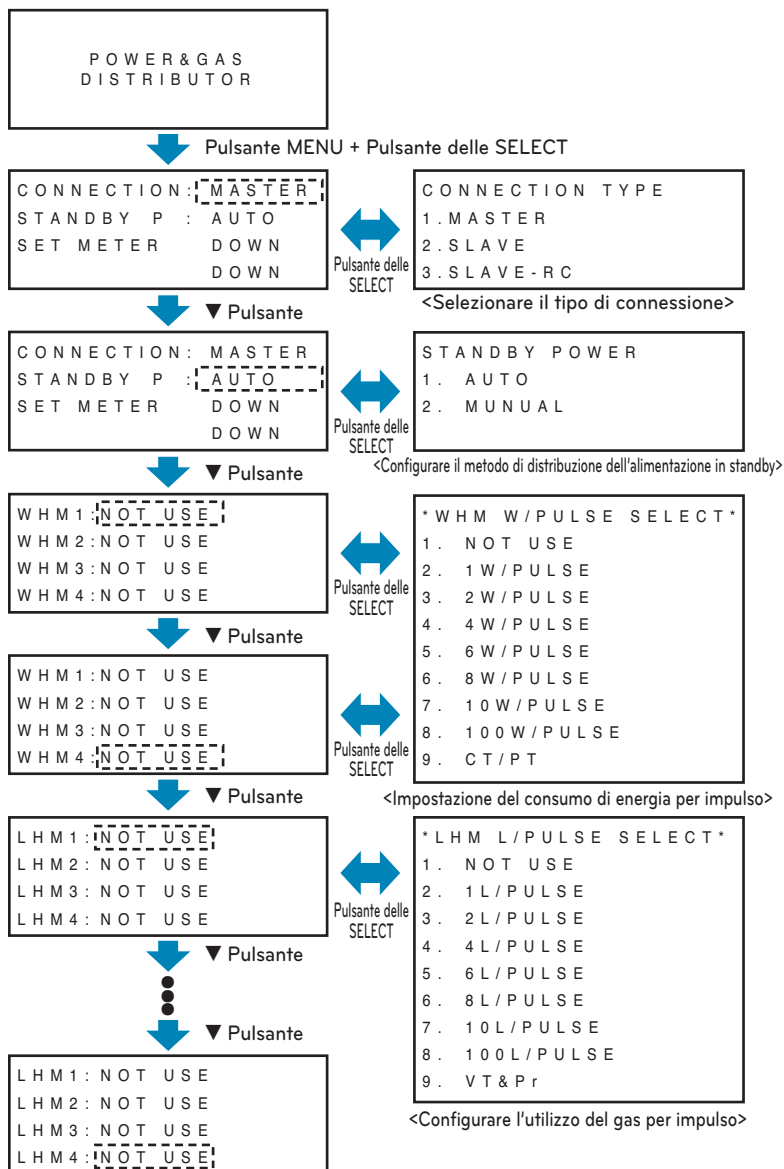 POWER&GAS
DISTRIBUTOR
Pulsante MENU + Pulsante delle SELECT
CONNECTION: MASTER
STANDBY P : AUTO
SET METER DOWN
DOWN
Pulsante delle
SELECT
CONNECTION TYPE
1.MASTER
2.SLAVE
3.SLAVE-RC
<Selezionare il tipo di connessione>
▼ Pulsante
CONNECTION: MASTER
STANDBY P : AUTO
SET METER DOWN
DOWN
Pulsante delle
SELECT
STANDBY POWER
1. AUTO
2. MUNUAL
<Configurare il metodo di distribuzione dell'alimentazione in standby>
▼ Pulsante
WHM1:NOT USE
WHM2:NOT USE
WHM3:NOT USE
WHM4:NOT USE
Pulsante delle
SELECT
▼ Pulsante
WHM1:NOT USE
WHM2:NOT USE
WHM3:NOT USE
WHM4:NOT USE
Pulsante delle
SELECT
*WHM W/PULSE SELECT*
1. NOT USE
2. 1W/PULSE
3. 2W/PULSE
4. 4W/PULSE
5. 6W/PULSE
6. 8W/PULSE
7. 10W/PULSE
8. 100W/PULSE
9. CT/PT
<Impostazione del consumo di energia per impulso>
▼ Pulsante
LHM1: NOT USE
LHM2: NOT USE
LHM3: NOT USE
LHM4: NOT USE
Pulsante delle
SELECT
*LHM L/PULSE SELECT*
1. NOT USE
2. 1L/PULSE
3. 2L/PULSE
4. 4L/PULSE
5. 6L/PULSE
6. 8L/PULSE
7. 10L/PULSE
8. 100L/PULSE
9. VT&Pr
<Configurare l'utilizzo del gas per impulso>
▼ Pulsante
▼ Pulsante
LHM1: NOT USE
LHM2: NOT USE
LHM3: NOT USE
LHM4: NOT USE